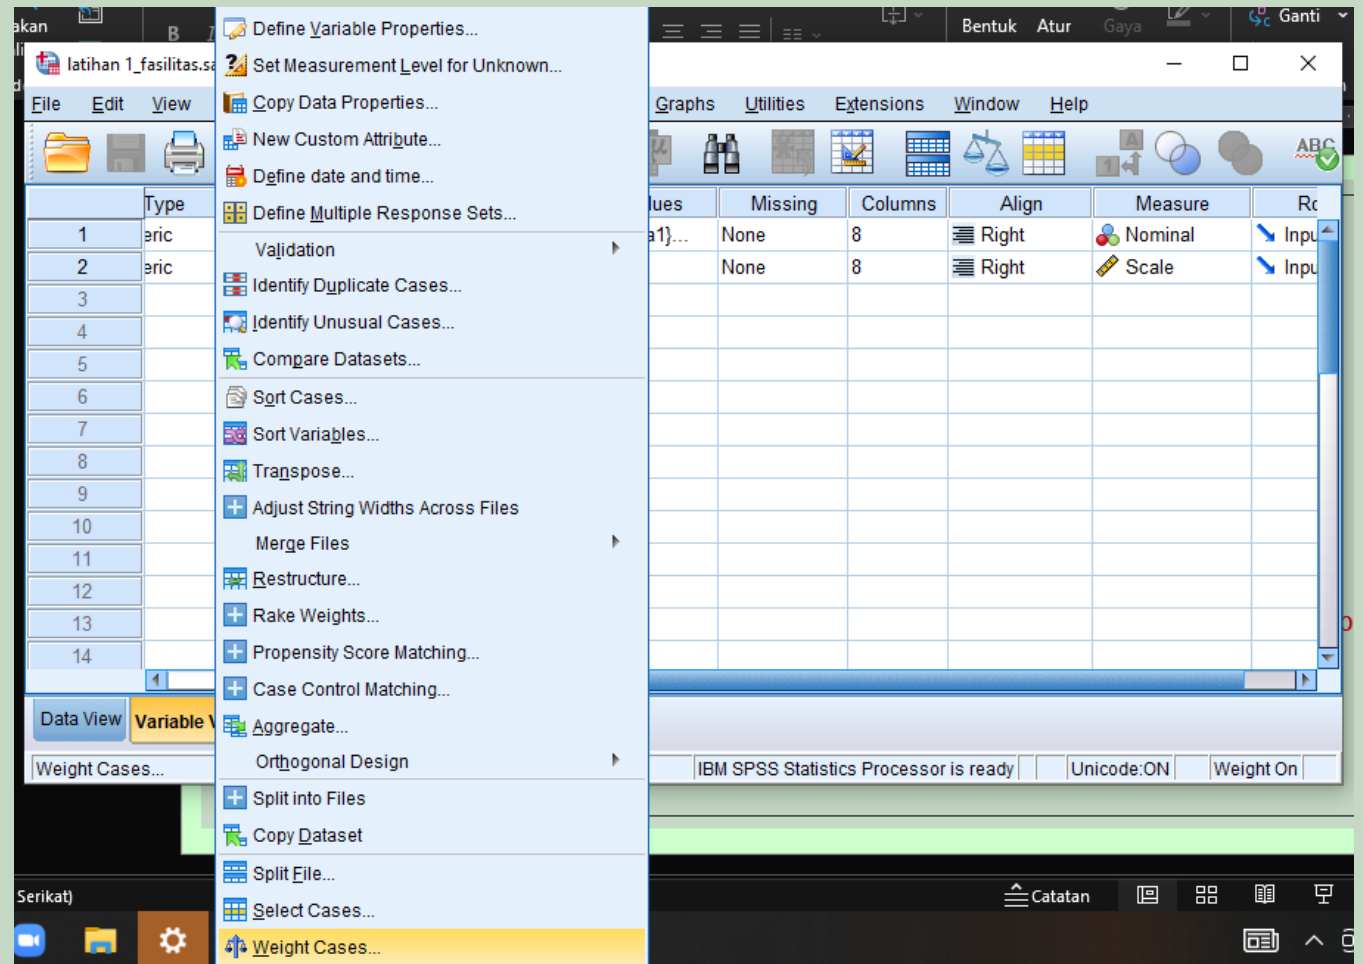 akan
B
Bentuk Atur Gaya
Ganti
latihan 1_fasilitas.sa
File Edit View Graphs Utilities Extensions Window Help
Type lues Missing Columns Align Measure Ro
1 eric a1}... None 8 Right Nominal Inpu
2 eric None 8 Right Scale Inpu
3
4
5
6
7
8
9
10
11
12
13
14
Define Variable Properties...
Set Measurement Level for Unknown...
Copy Data Properties...
New Custom Attribute...
Define date and time...
Define Multiple Response Sets...
Validation
Identify Duplicate Cases...
Identify Unusual Cases...
Compare Datasets...
Sort Cases...
Sort Variables...
Transpose...
Adjust String Widths Across Files
Merge Files
Restructure...
Rake Weights...
Propensity Score Matching...
Case Control Matching...
Aggregate...
Orthogonal Design
Split into Files
Copy Dataset
Split File...
Select Cases...
Weight Cases...
Data View Variable V
Weight Cases... IBM SPSS Statistics Processor is ready Unicode:ON Weight On
Serikat) Catatan